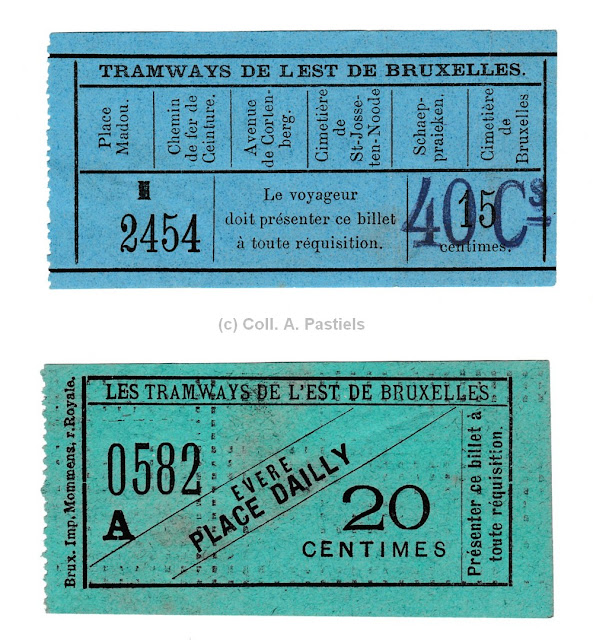 TRAMWAYS DE L'EST DE BRUXELLES.
Place
Madou.
Chemin
de fer de
Ceinture.
Avenue
de Corten-
berg.
Cimetière
de
St-Josse-
ten-Noode
Schaep-
praieken.
Cimetière
de
Bruxelles
I
2454
Le voyageur
doit présenter ce billet
à toute réquisition.
15
centimes.
40 Cs
(c) Coll. A. Pastiels
Brux. Imp. Mommens, r. Royale.
LES TRAMWAYS DE L'EST DE BRUXELLES.
0582
A
EVERE
PLACE DAILLY
20
CENTIMES
Présenter ce billet à
toute réquisition.